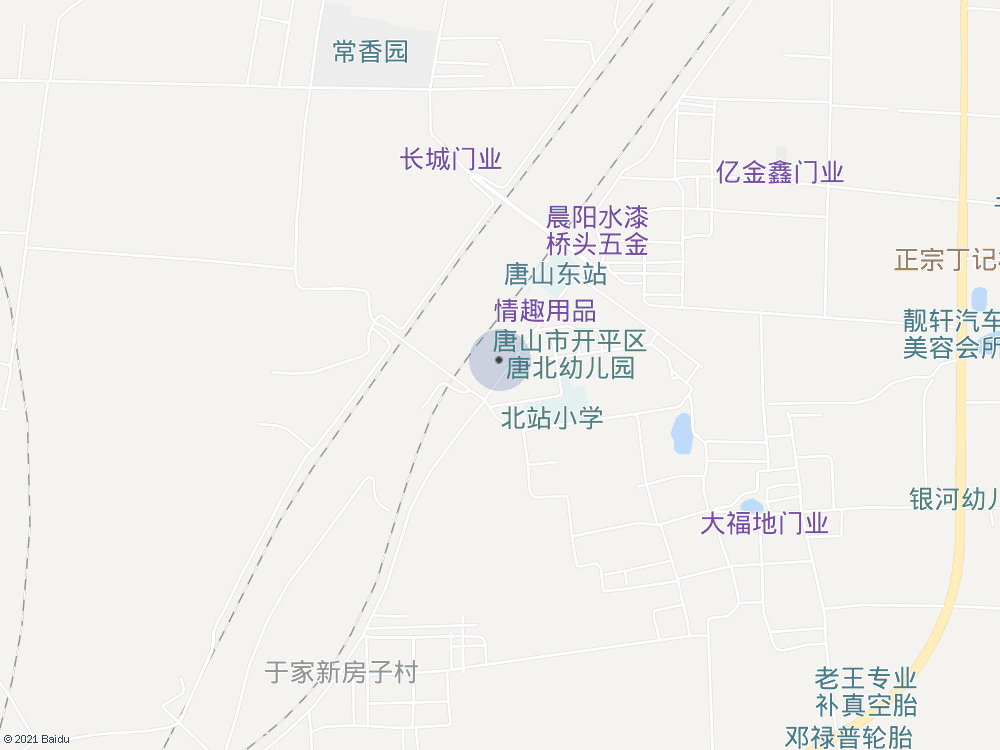 常香园
长城门业
亿金鑫门业
晨阳水漆
桥头五金
唐山东站
正宗丁记
情趣用品
靓轩汽车
美容会所
唐山市开平区
唐北幼儿园
北站小学
银河幼儿
大福地门业
于家新房子村
老王专业
补真空胎
邓禄普轮胎
© 2021 Baidu